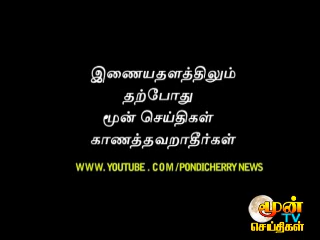 இணையதளத்திலும்
தற்போது
மூன் செய்திகள்
காணத்தவறாதீர்கள்
WWW.YOUTUBE.COM/PONDICHERRY NEWS
மூன்
TV
செய்திகள்